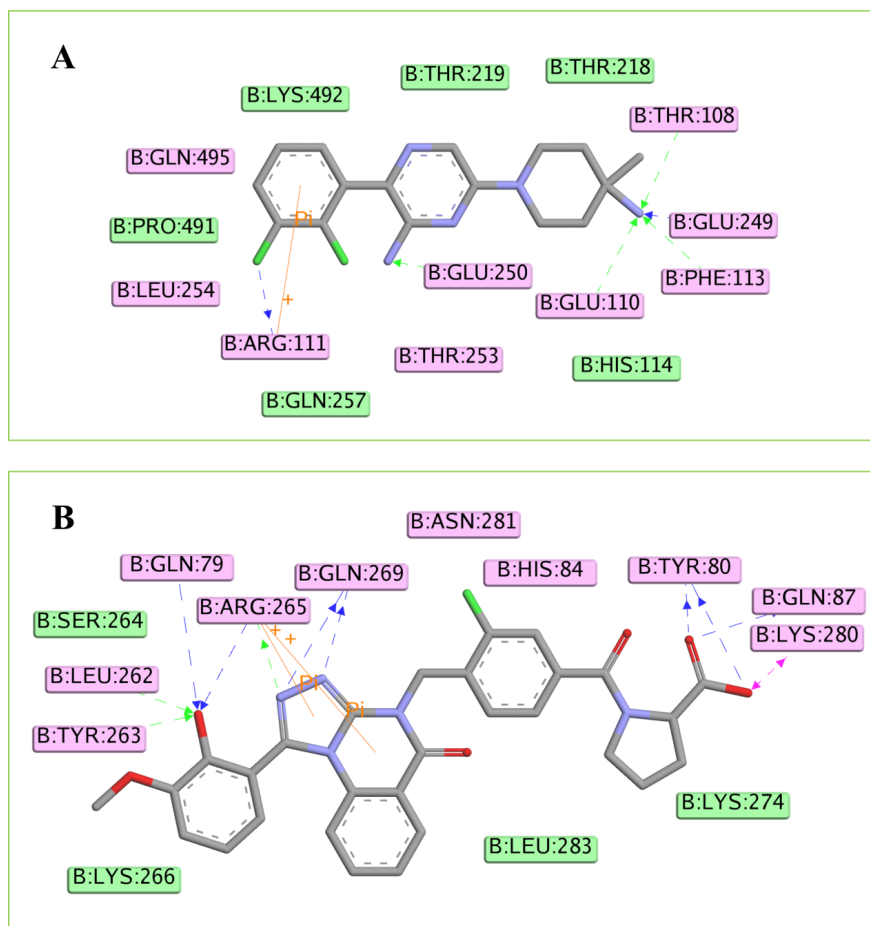 A
B:THR:219
B:THR:218
B:LYS:492
B:THR:108
B:GLN:495
B:PRO:491
Pi
B:GLU:249
B:LEU:254
B:GLU:250
B:PHE:113
+
B:GLU:110
B:ARG:111
B:THR:253
B:HIS:114
B:GLN:257
B
B:ASN:281
B:GLN:79
B:GLN:269
B:HIS:84
B:TYR:80
B:ARG:265
B:GLN:87
B:SER:264
+ +
B:LYS:280
B:LEU:262
Pi
B:TYR:263
Pi
B:LYS:274
B:LEU:283
B:LYS:266